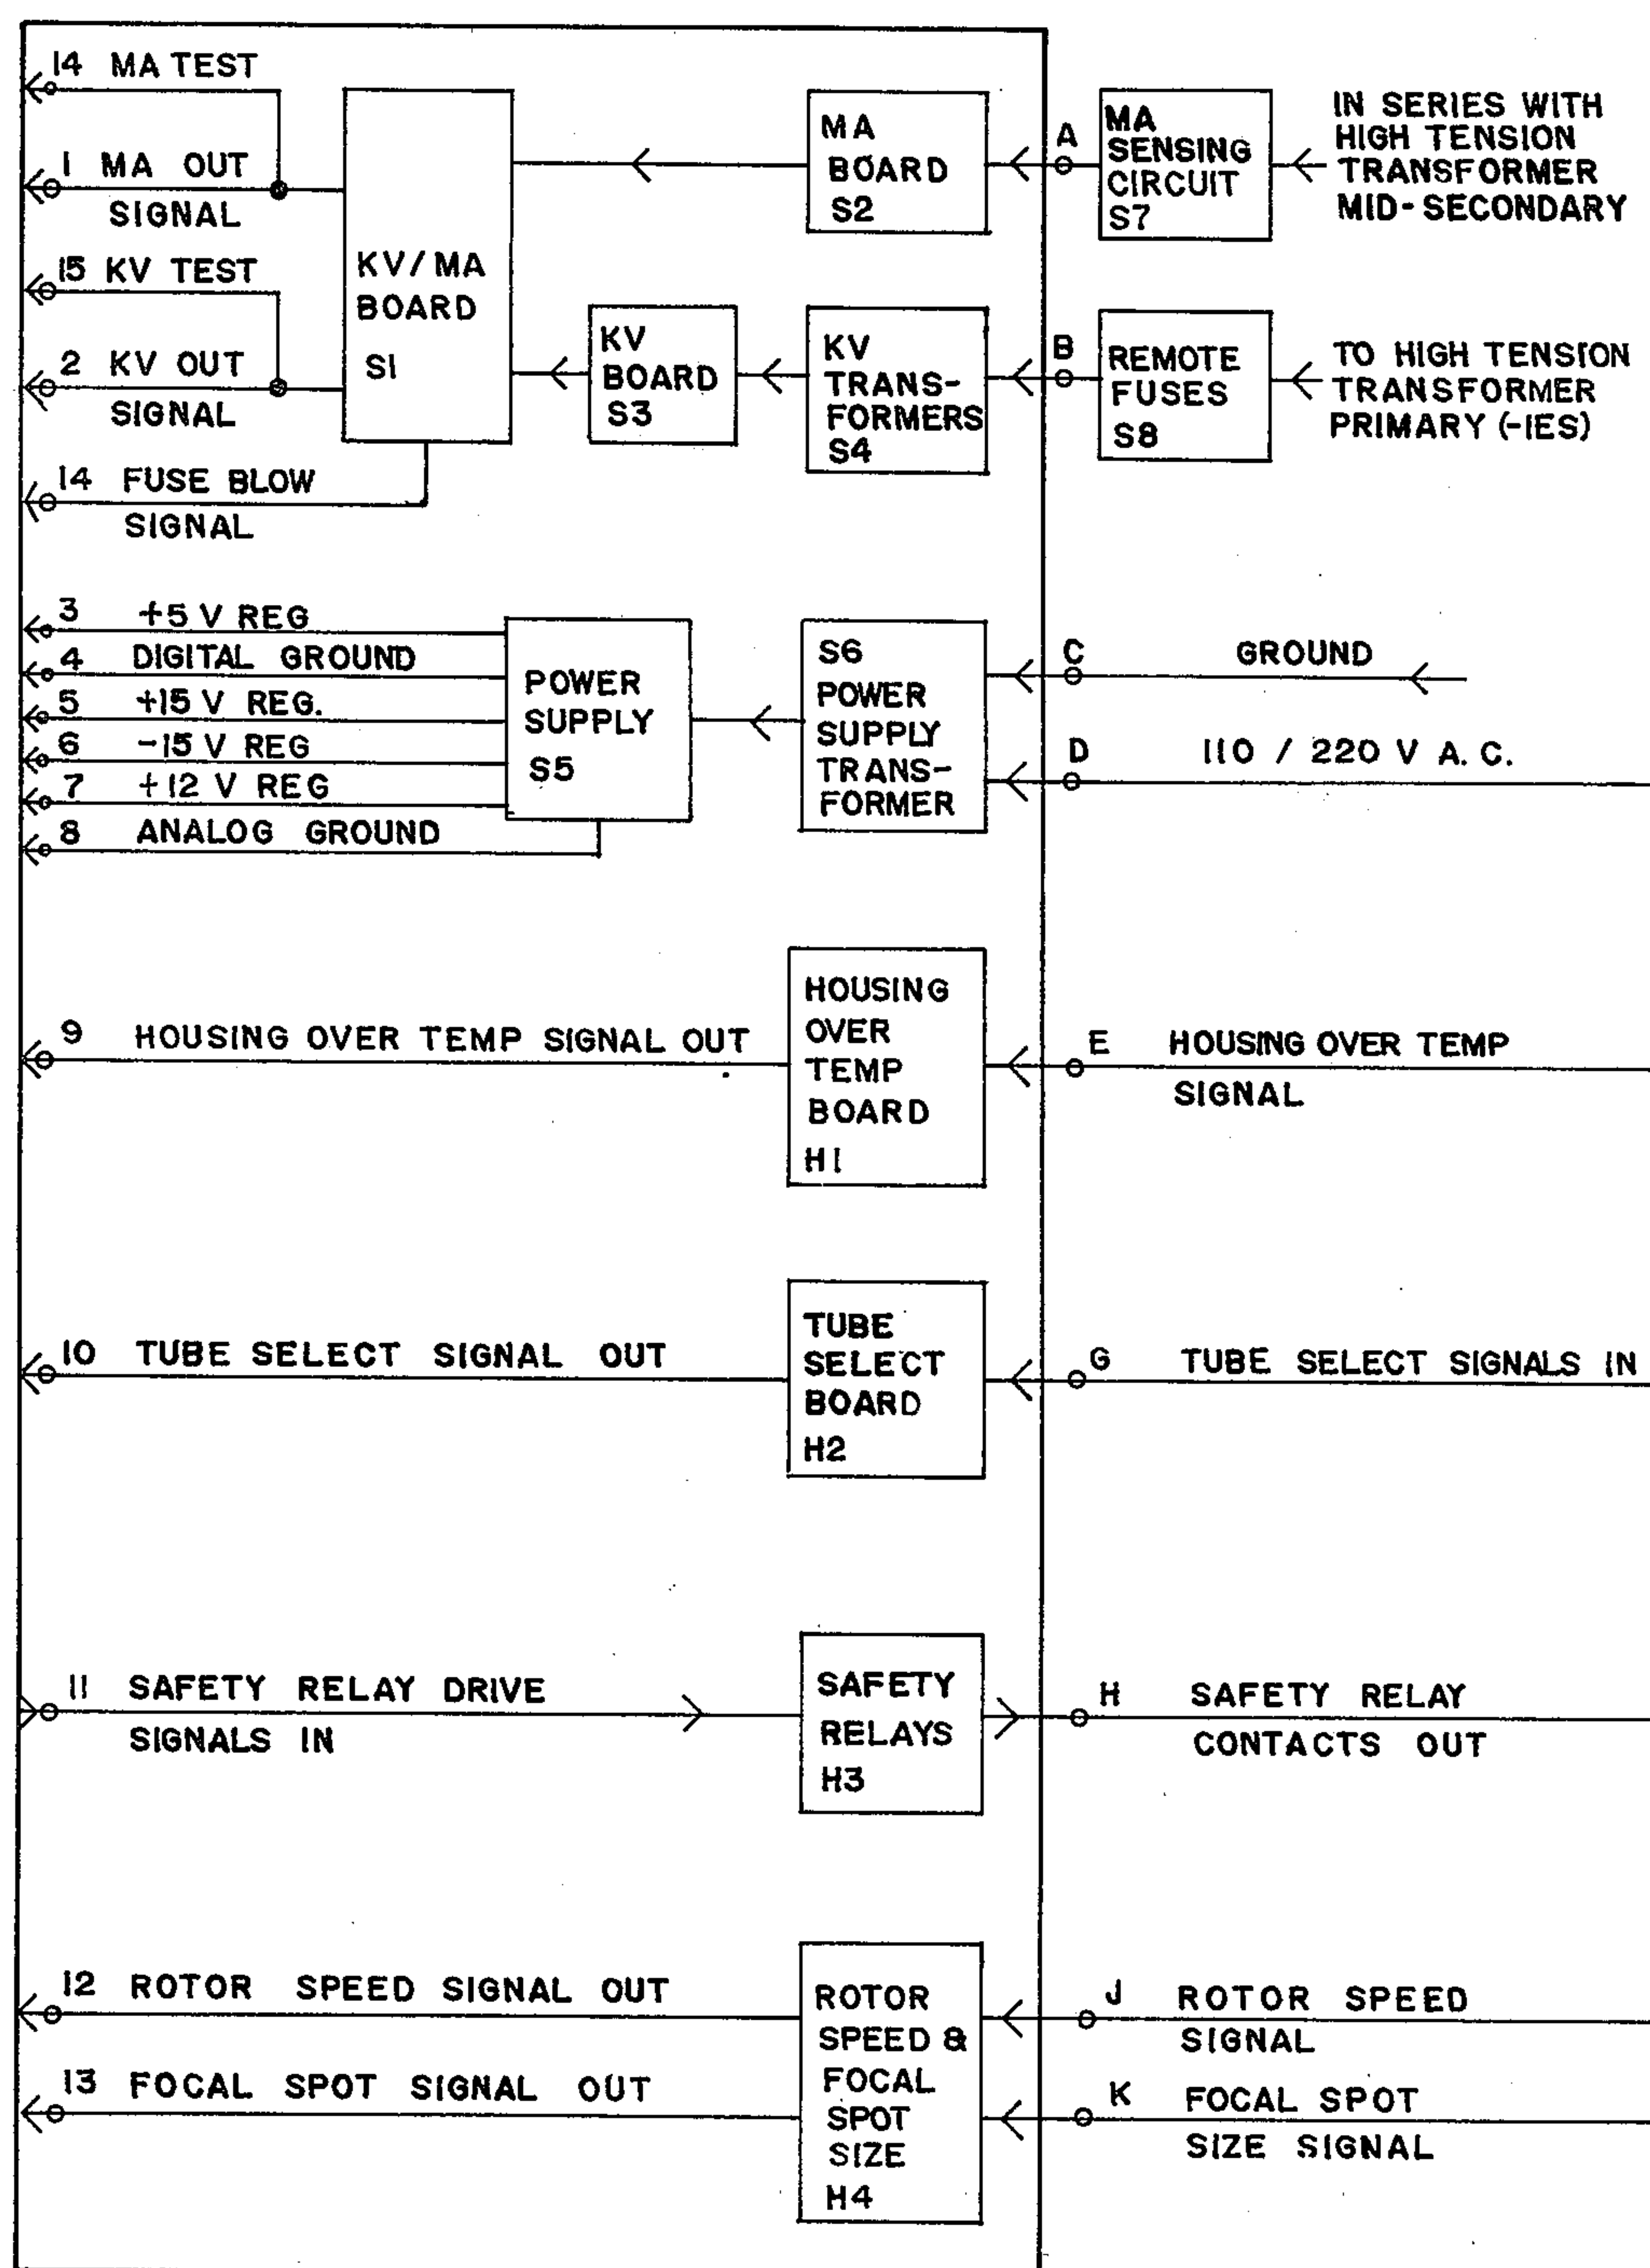 14 MA TEST
1 MA OUT
SIGNAL
15 KV TEST
2 KV OUT
SIGNAL
14 FUSE BLOW
SIGNAL
KV/MA
BOARD
S1
MA
BOARD
S2
A
MA
SENSING
CIRCUIT
S7
IN SERIES WITH
HIGH TENSION
TRANSFORMER
MID-SECONDARY
KV
BOARD
S3
KV
TRANS-
FORMERS
S4
B
REMOTE
FUSES
S8
TO HIGH TENSION
TRANSFORMER
PRIMARY (-IES)
3 +5 V REG
4 DIGITAL GROUND
5 +15 V REG.
6 -15 V REG
7 +12 V REG
8 ANALOG GROUND
POWER
SUPPLY
S5
S6
POWER
SUPPLY
TRANS-
FORMER
C GROUND
D 110 / 220 V A.C.
9 HOUSING OVER TEMP SIGNAL OUT
HOUSING
OVER
TEMP
BOARD
H1
E HOUSING OVER TEMP
SIGNAL
10 TUBE SELECT SIGNAL OUT
TUBE
SELECT
BOARD
H2
G TUBE SELECT SIGNALS IN
11 SAFETY RELAY DRIVE
SIGNALS IN
SAFETY
RELAYS
H3
H SAFETY RELAY
CONTACTS OUT
12 ROTOR SPEED SIGNAL OUT
13 FOCAL SPOT SIGNAL OUT
ROTOR
SPEED &
FOCAL
SPOT
SIZE
H4
J ROTOR SPEED
SIGNAL
K FOCAL SPOT
SIZE SIGNAL